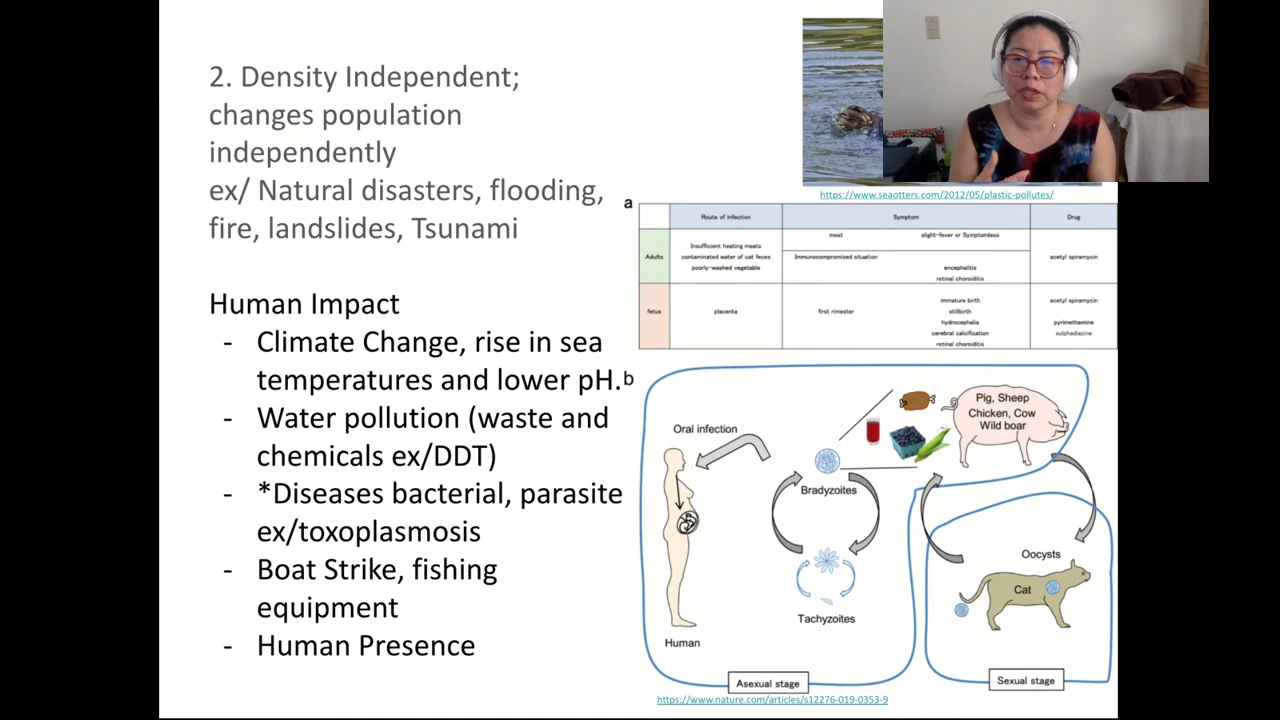 2. Density Independent;
changes population
independently
ex/ Natural disasters, flooding,
fire, landslides, Tsunami
Human Impact
- Climate Change, rise in sea
temperatures and lower pH.
- Water pollution (waste and
chemicals ex/DDT)
- *Diseases bacterial, parasite
ex/toxoplasmosis
- Boat Strike, fishing
equipment
- Human Presence
https://www.seaotters.com/2012/05/plastic-pollutes/
a
Route of infection Symptom Drug
Adults
Insufficient heating meats
contaminated water of cat feces
poorly-washed vegetable
most slight-fever or Symptomless
Immunocompromised situation
encephalitis
retinal choroiditis
acetyl spiramycin
fetus
placenta
first rimester
immature birth
stillbirth
hydrocephalia
cerebral calcification
retinal choroiditis
acetyl spiramycin
pyrimethamine
sulphadiazine
b
Oral infection
Human
Bradyzoites
Tachyzoites
Pig, Sheep
Chicken, Cow
Wild boar
Oocysts
Cat
Asexual stage
Sexual stage
https://www.nature.com/articles/s12276-019-0353-9